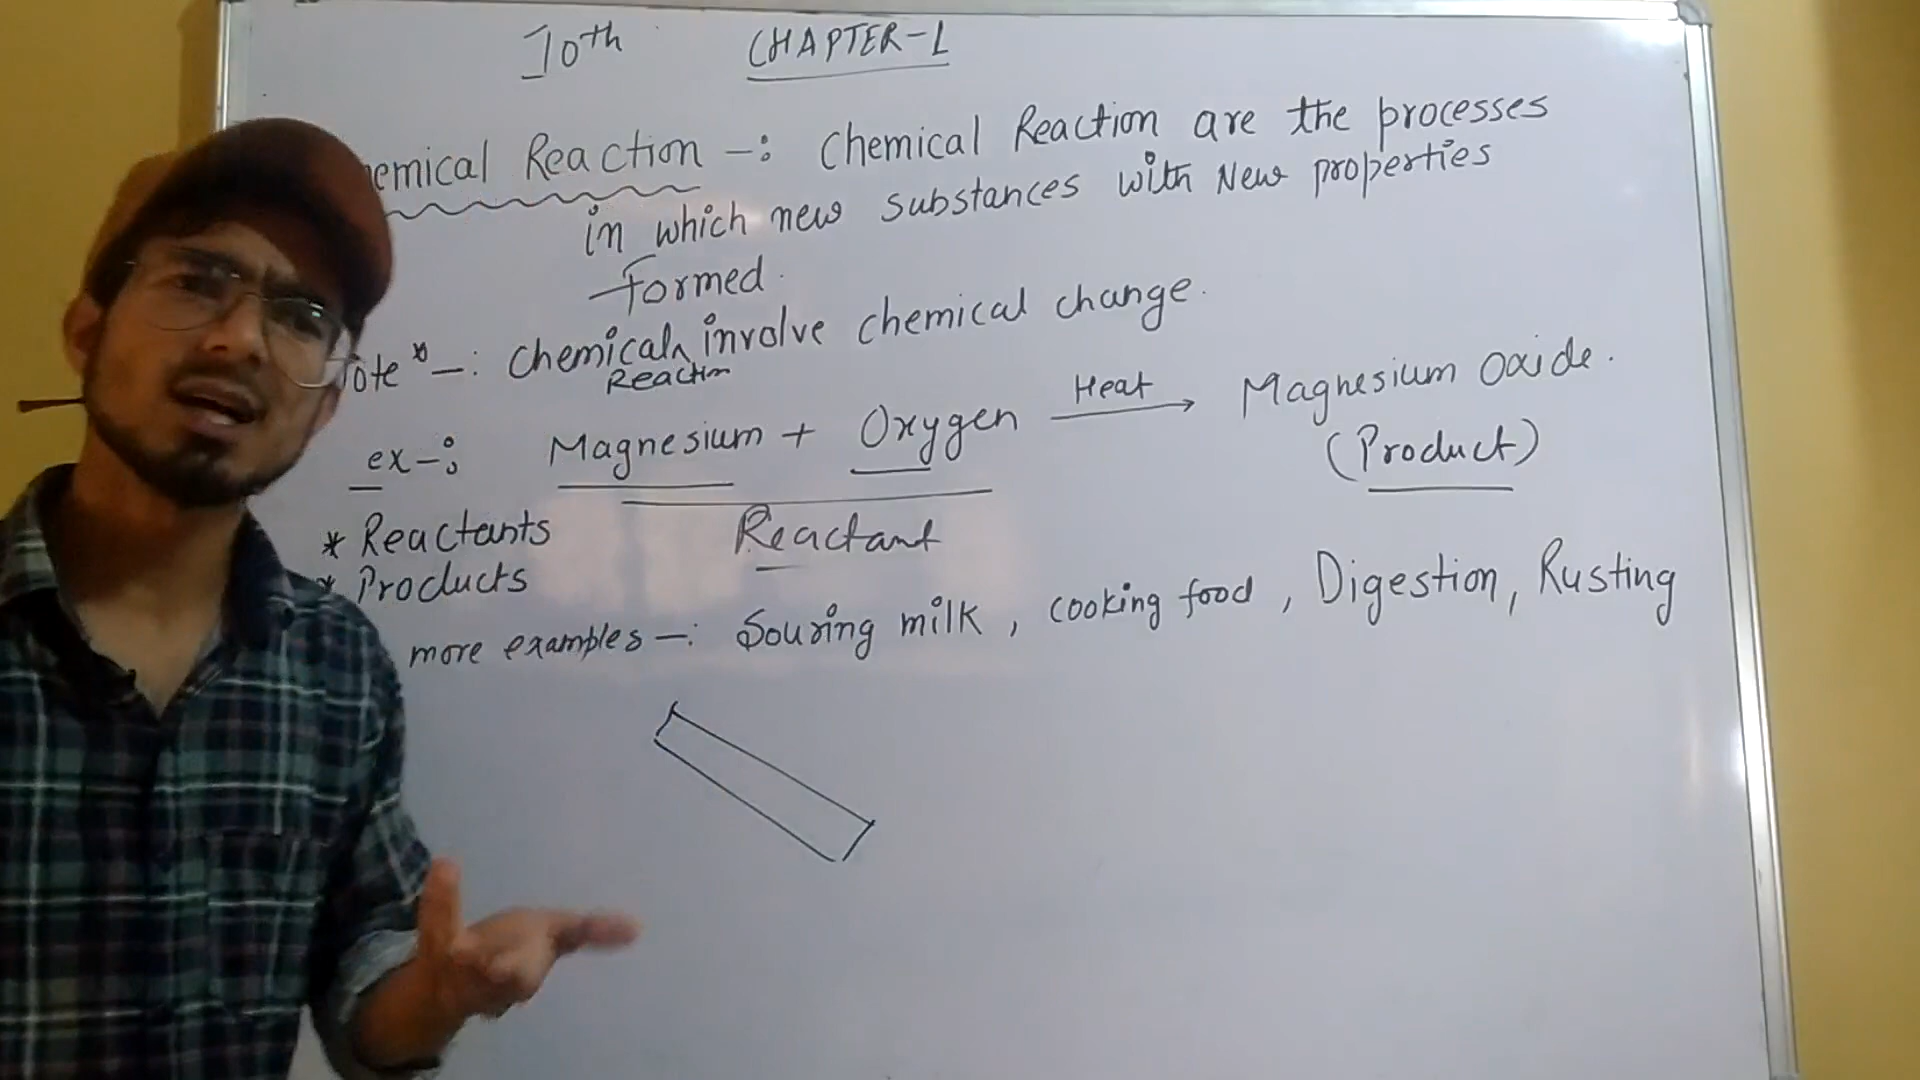 10th CHAPTER-1
emical Reaction -: Chemical Reaction are the processes
in which new substances with New properties
formed.
ote* -: Chemical Reaction involve chemical change.
ex-: Magnesium + Oxygen Heat → Magnesium Oxide.
(Product)
* Reactants Reactant
* Products
more examples -: Souring milk, cooking food, Digestion, Rusting